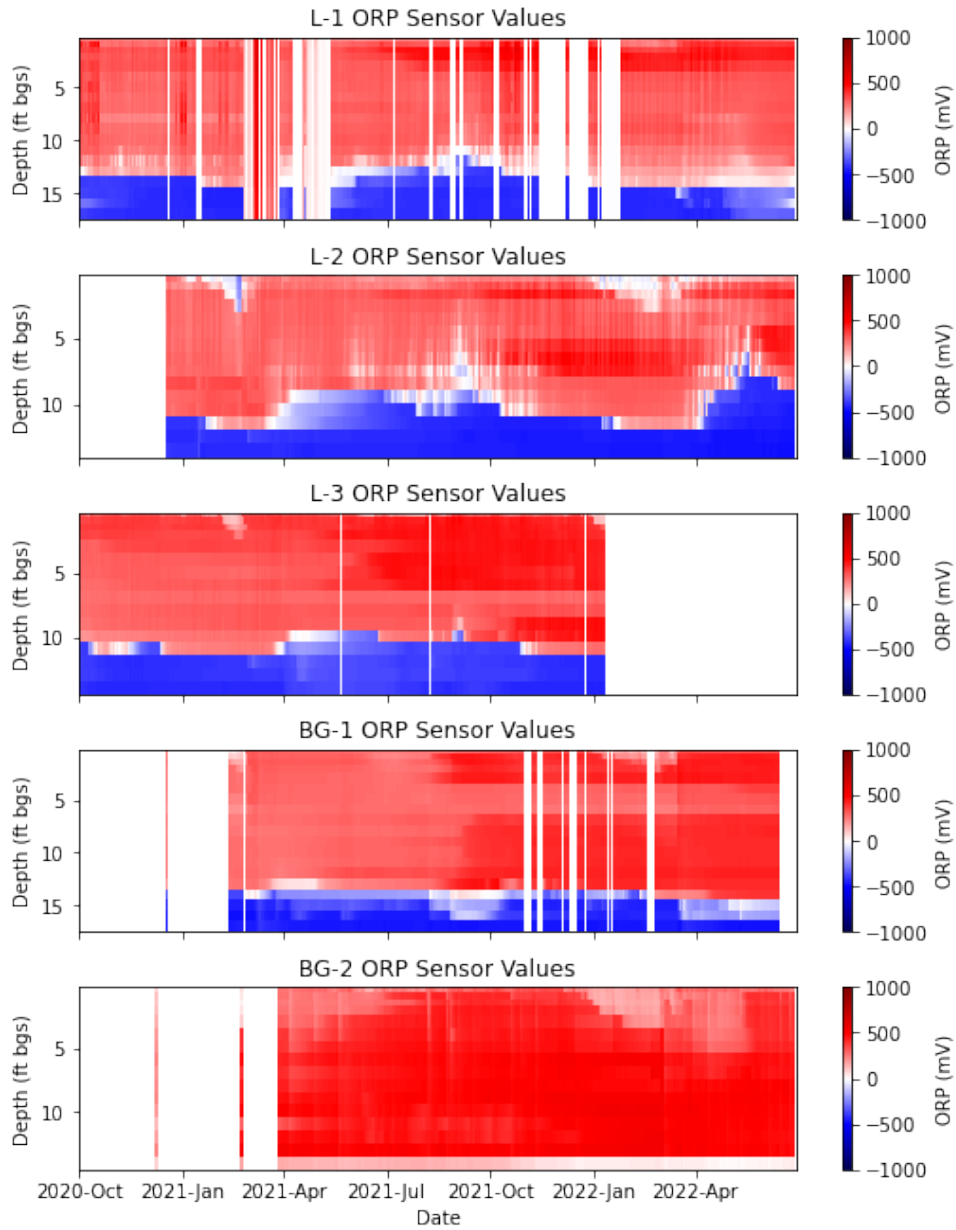 L-1 ORP Sensor Values
Depth (ft bgs)
5
10
15
1000
500
0
−500
−1000
ORP (mV)
L-2 ORP Sensor Values
Depth (ft bgs)
5
10
1000
500
0
−500
−1000
ORP (mV)
L-3 ORP Sensor Values
Depth (ft bgs)
5
10
1000
500
0
−500
−1000
ORP (mV)
BG-1 ORP Sensor Values
Depth (ft bgs)
5
10
15
1000
500
0
−500
−1000
ORP (mV)
BG-2 ORP Sensor Values
Depth (ft bgs)
5
10
1000
500
0
−500
−1000
ORP (mV)
2020-Oct 2021-Jan 2021-Apr 2021-Jul 2021-Oct 2022-Jan 2022-Apr
Date